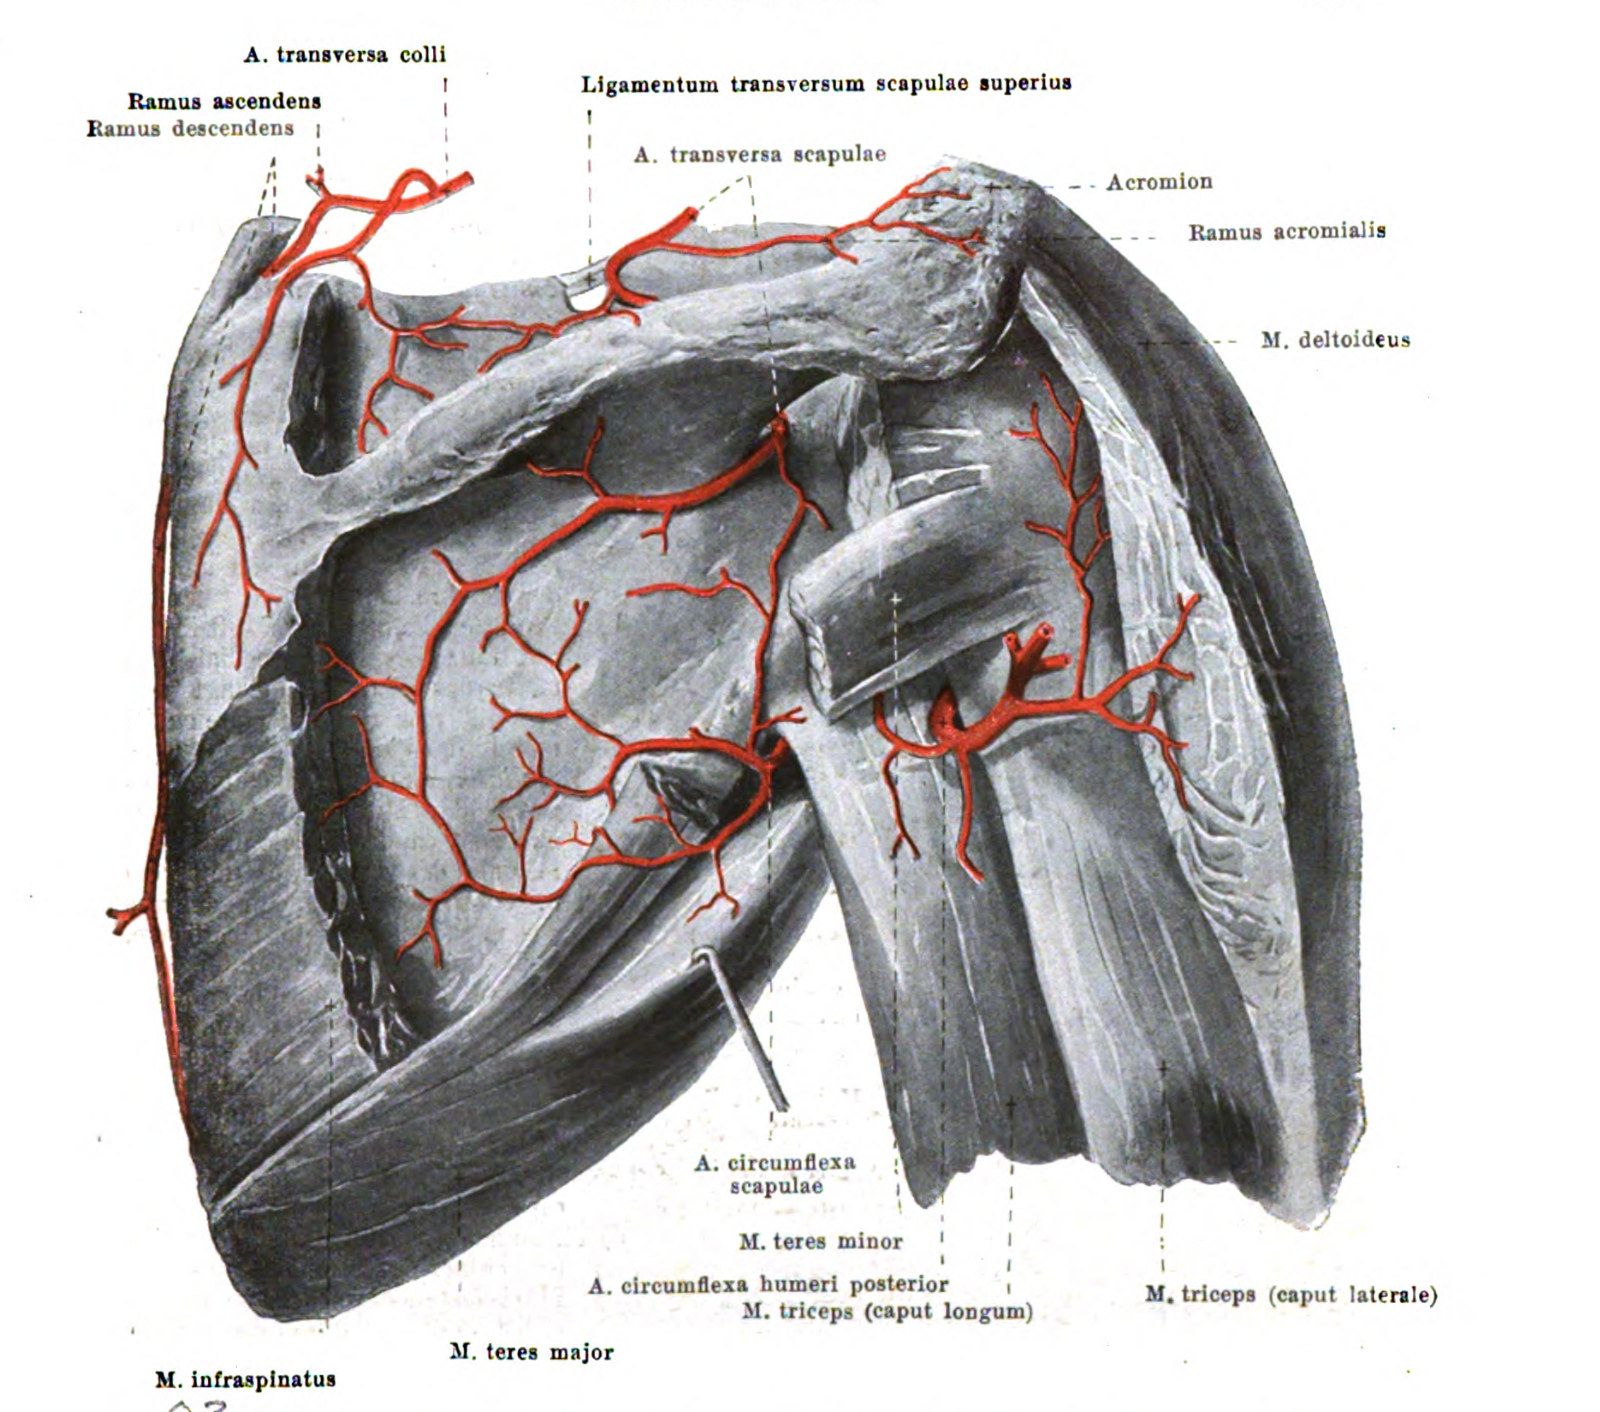 A. transversa colli
Ligamentum transversum scapulae superius
Ramus ascendens
Ramus descendens
A. transversa scapulae
Acromion
Ramus acromialis
M. deltoideus
A. circumflexa
scapulae
M. teres minor
A. circumflexa humeri posterior
M. triceps (caput laterale)
M. triceps (caput longum)
M. teres major
M. infraspinatus